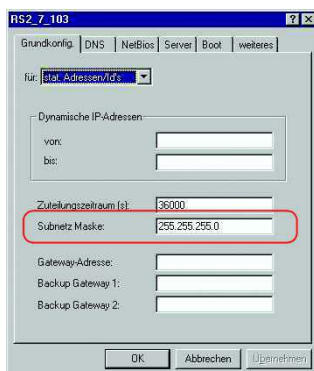 RS2_7_103
Grundkonfig. DNS NetBios Server Boot weiteres
für: stat. Adressen/Id's
Dynamische IP-Adressen
von:
bis:
Zuteilungszeitraum (s): 36000
Subnetz Maske: 255.255.255.0
Gateway-Adresse:
Backup Gateway 1:
Backup Gateway 2:
OK Abbrechen Übernehmen